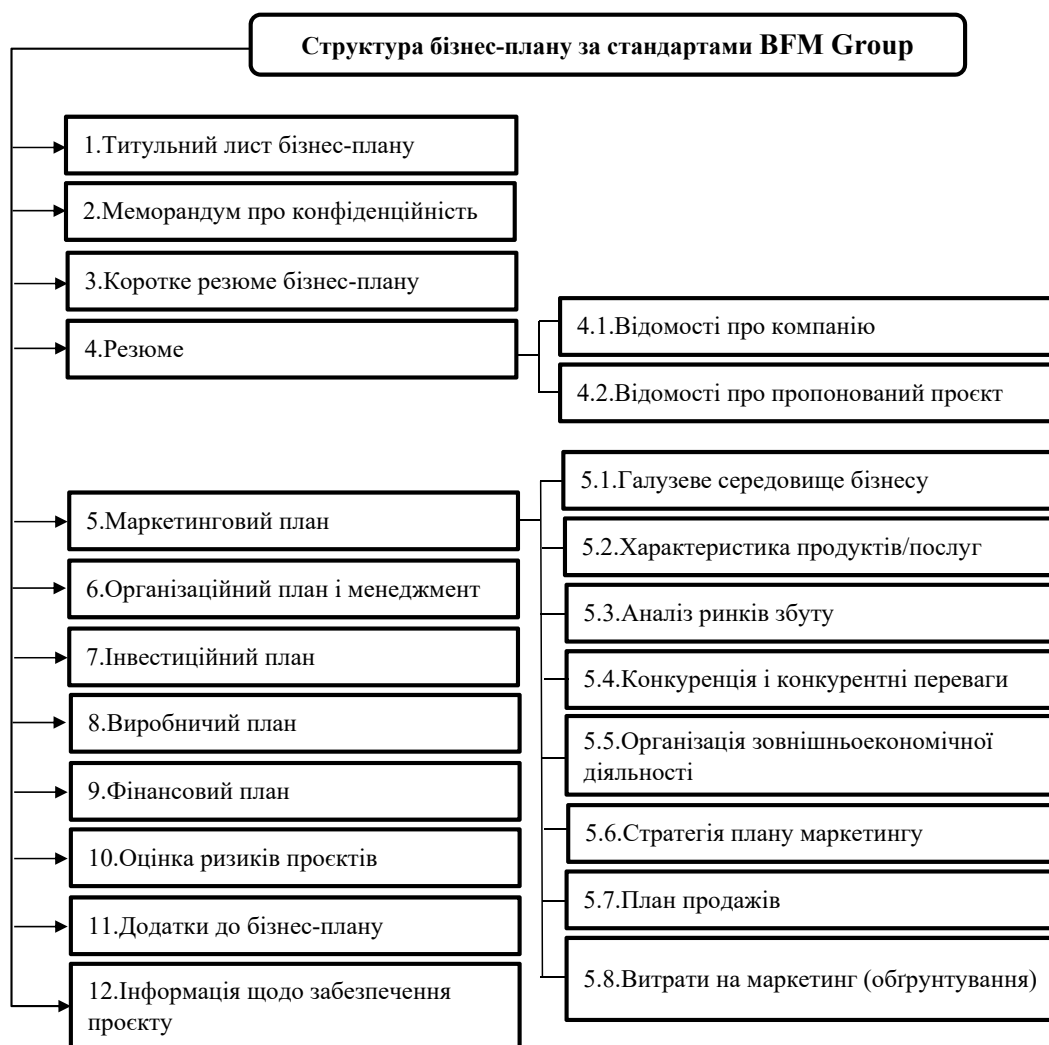 Структура бізнес-плану за стандартами BFM Group
1.Титульний лист бізнес-плану
2.Меморандум про конфіденційність
3.Коротке резюме бізнес-плану
4.Резюме
4.1.Відомості про компанію
4.2.Відомості про пропонований проєкт
5.Маркетинговий план
5.1.Галузеве середовище бізнесу
5.2.Характеристика продуктів/послуг
5.3.Аналіз ринків збуту
5.4.Конкуренція і конкурентні переваги
5.5.Організація зовнішньоекономічної
діяльності
5.6.Стратегія плану маркетингу
5.7.План продажів
5.8.Витрати на маркетинг (обґрунтування)
6.Організаційний план і менеджмент
7.Інвестиційний план
8.Виробничий план
9.Фінансовий план
10.Оцінка ризиків проєктів
11.Додатки до бізнес-плану
12.Інформація щодо забезпечення
проєкту